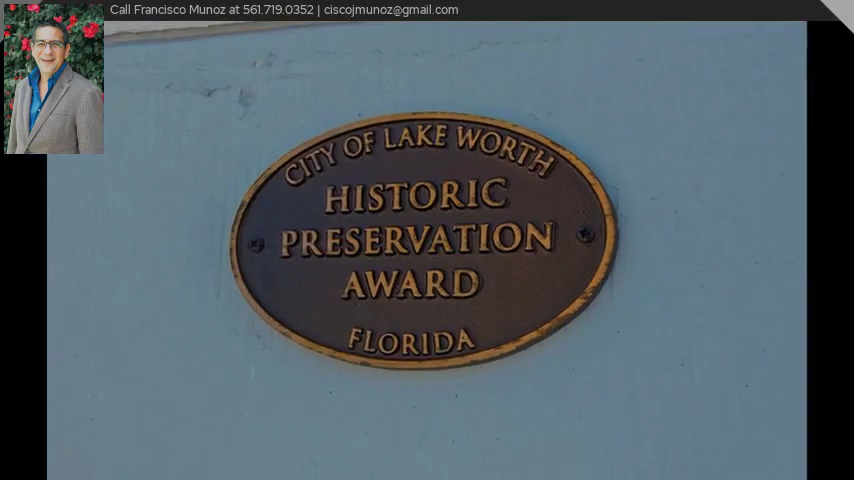 Call Francisco Munoz at 561.719.0352 | ciscojmunoz@gmail.com
CITY OF LAKE WORTH
HISTORIC
PRESERVATION
AWARD
FLORIDA